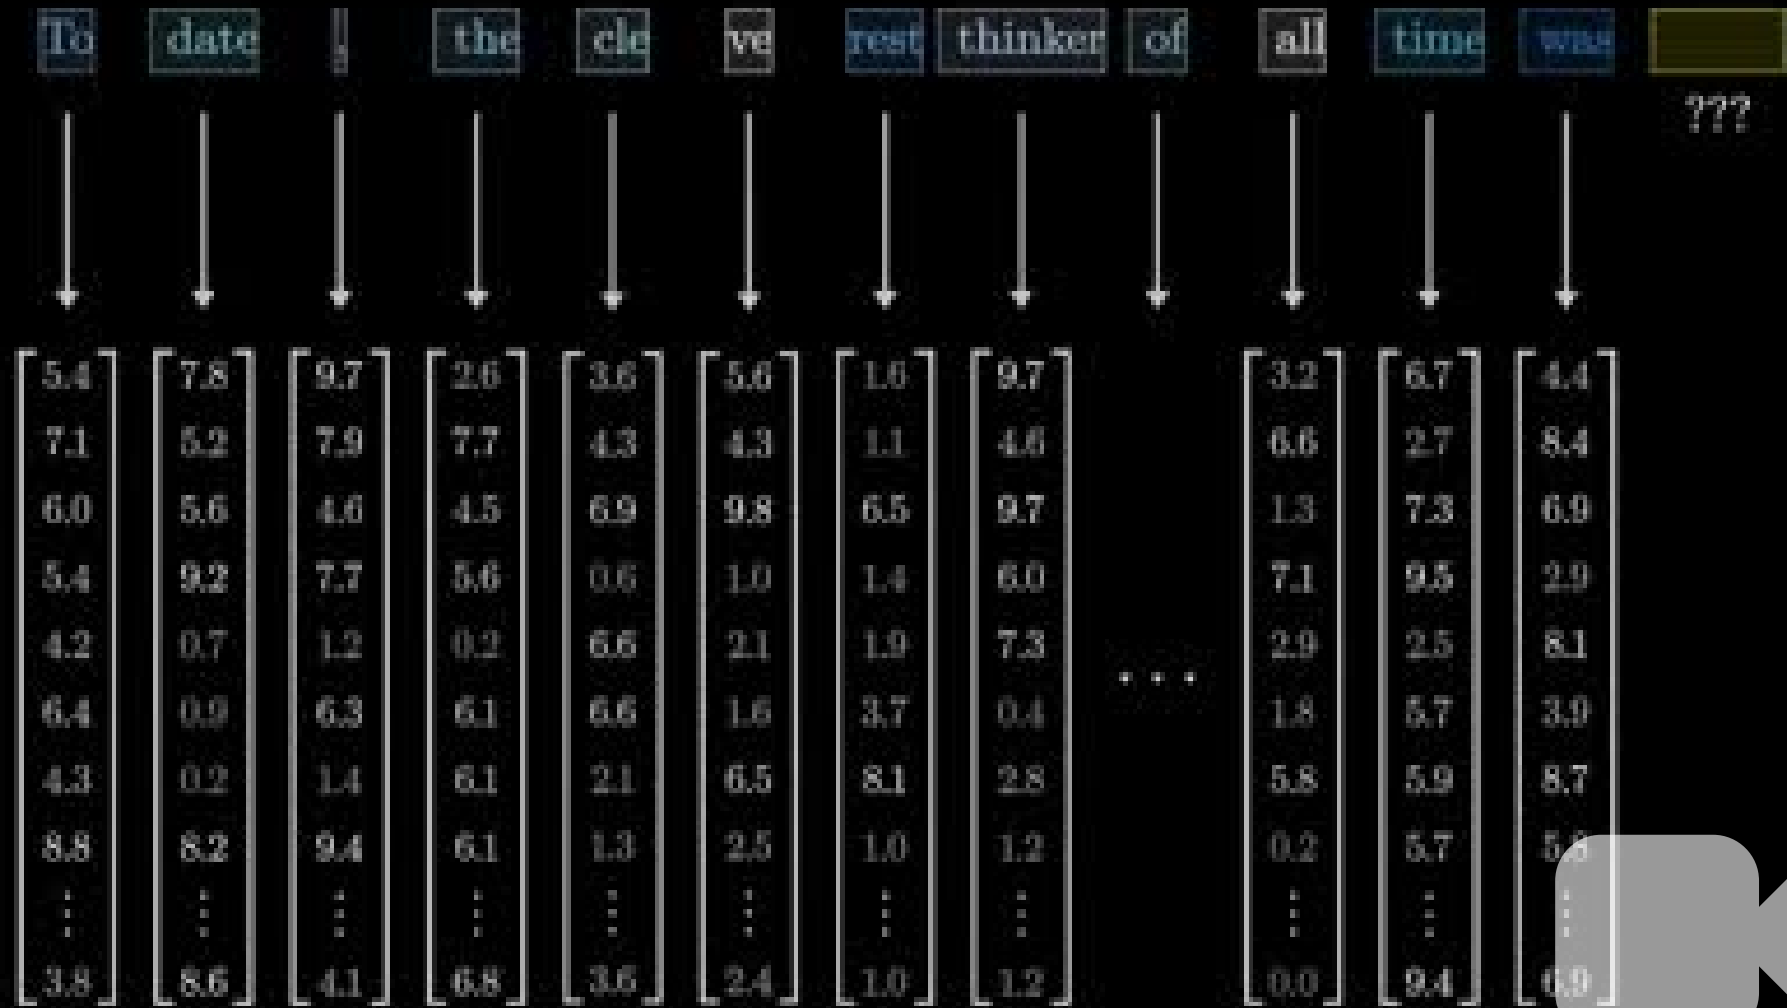 To date , the cle ve rest thinker of all time was
???
5.4 7.8 9.7 2.6 3.6 5.6 1.6 9.7 3.2 6.7 4.4
7.1 5.2 7.9 7.7 4.3 4.3 1.1 4.6 6.6 2.7 8.4
6.0 5.6 4.6 4.5 6.9 9.8 6.5 9.7 1.3 7.3 6.9
5.4 9.2 7.7 5.6 0.6 1.0 1.4 6.0 7.1 9.5 2.9
4.2 0.7 1.2 0.2 6.6 2.1 1.9 7.3 ... 2.9 2.5 8.1
6.4 0.9 6.3 6.1 6.6 1.6 3.7 0.4 1.8 5.7 3.9
4.3 0.2 1.4 6.1 2.1 6.5 8.1 2.8 5.8 5.9 8.7
8.8 8.2 9.4 6.1 1.3 2.5 1.0 1.2 0.2 5.7
3.8 8.6 4.1 6.8 3.6 2.4 1.0 1.2 0.0 9.4 6.9